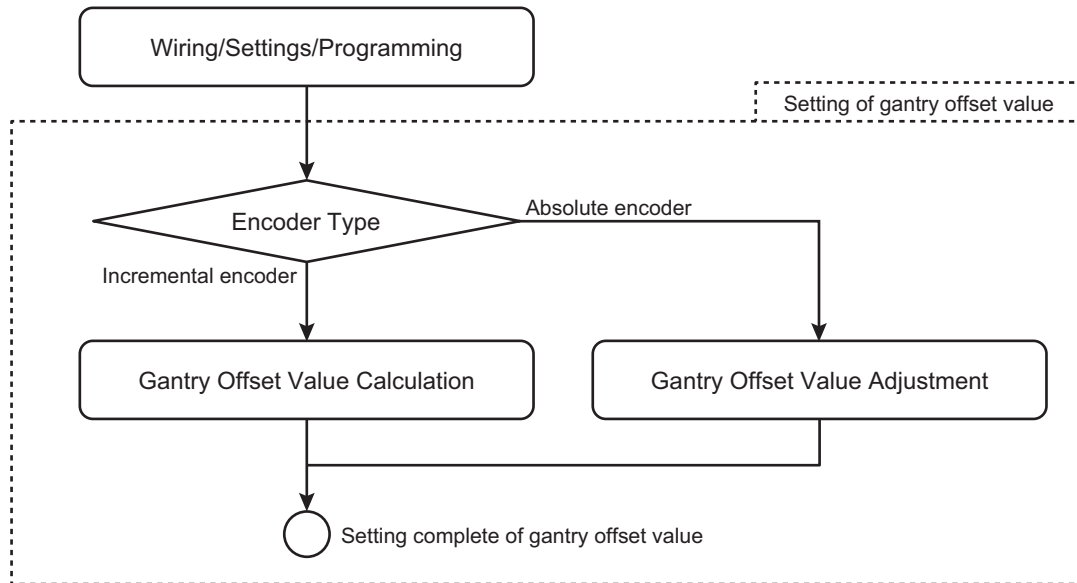 Wiring/Settings/Programming
Setting of gantry offset value
Encoder Type
Absolute encoder
Incremental encoder
Gantry Offset Value Calculation
Gantry Offset Value Adjustment
Setting complete of gantry offset value